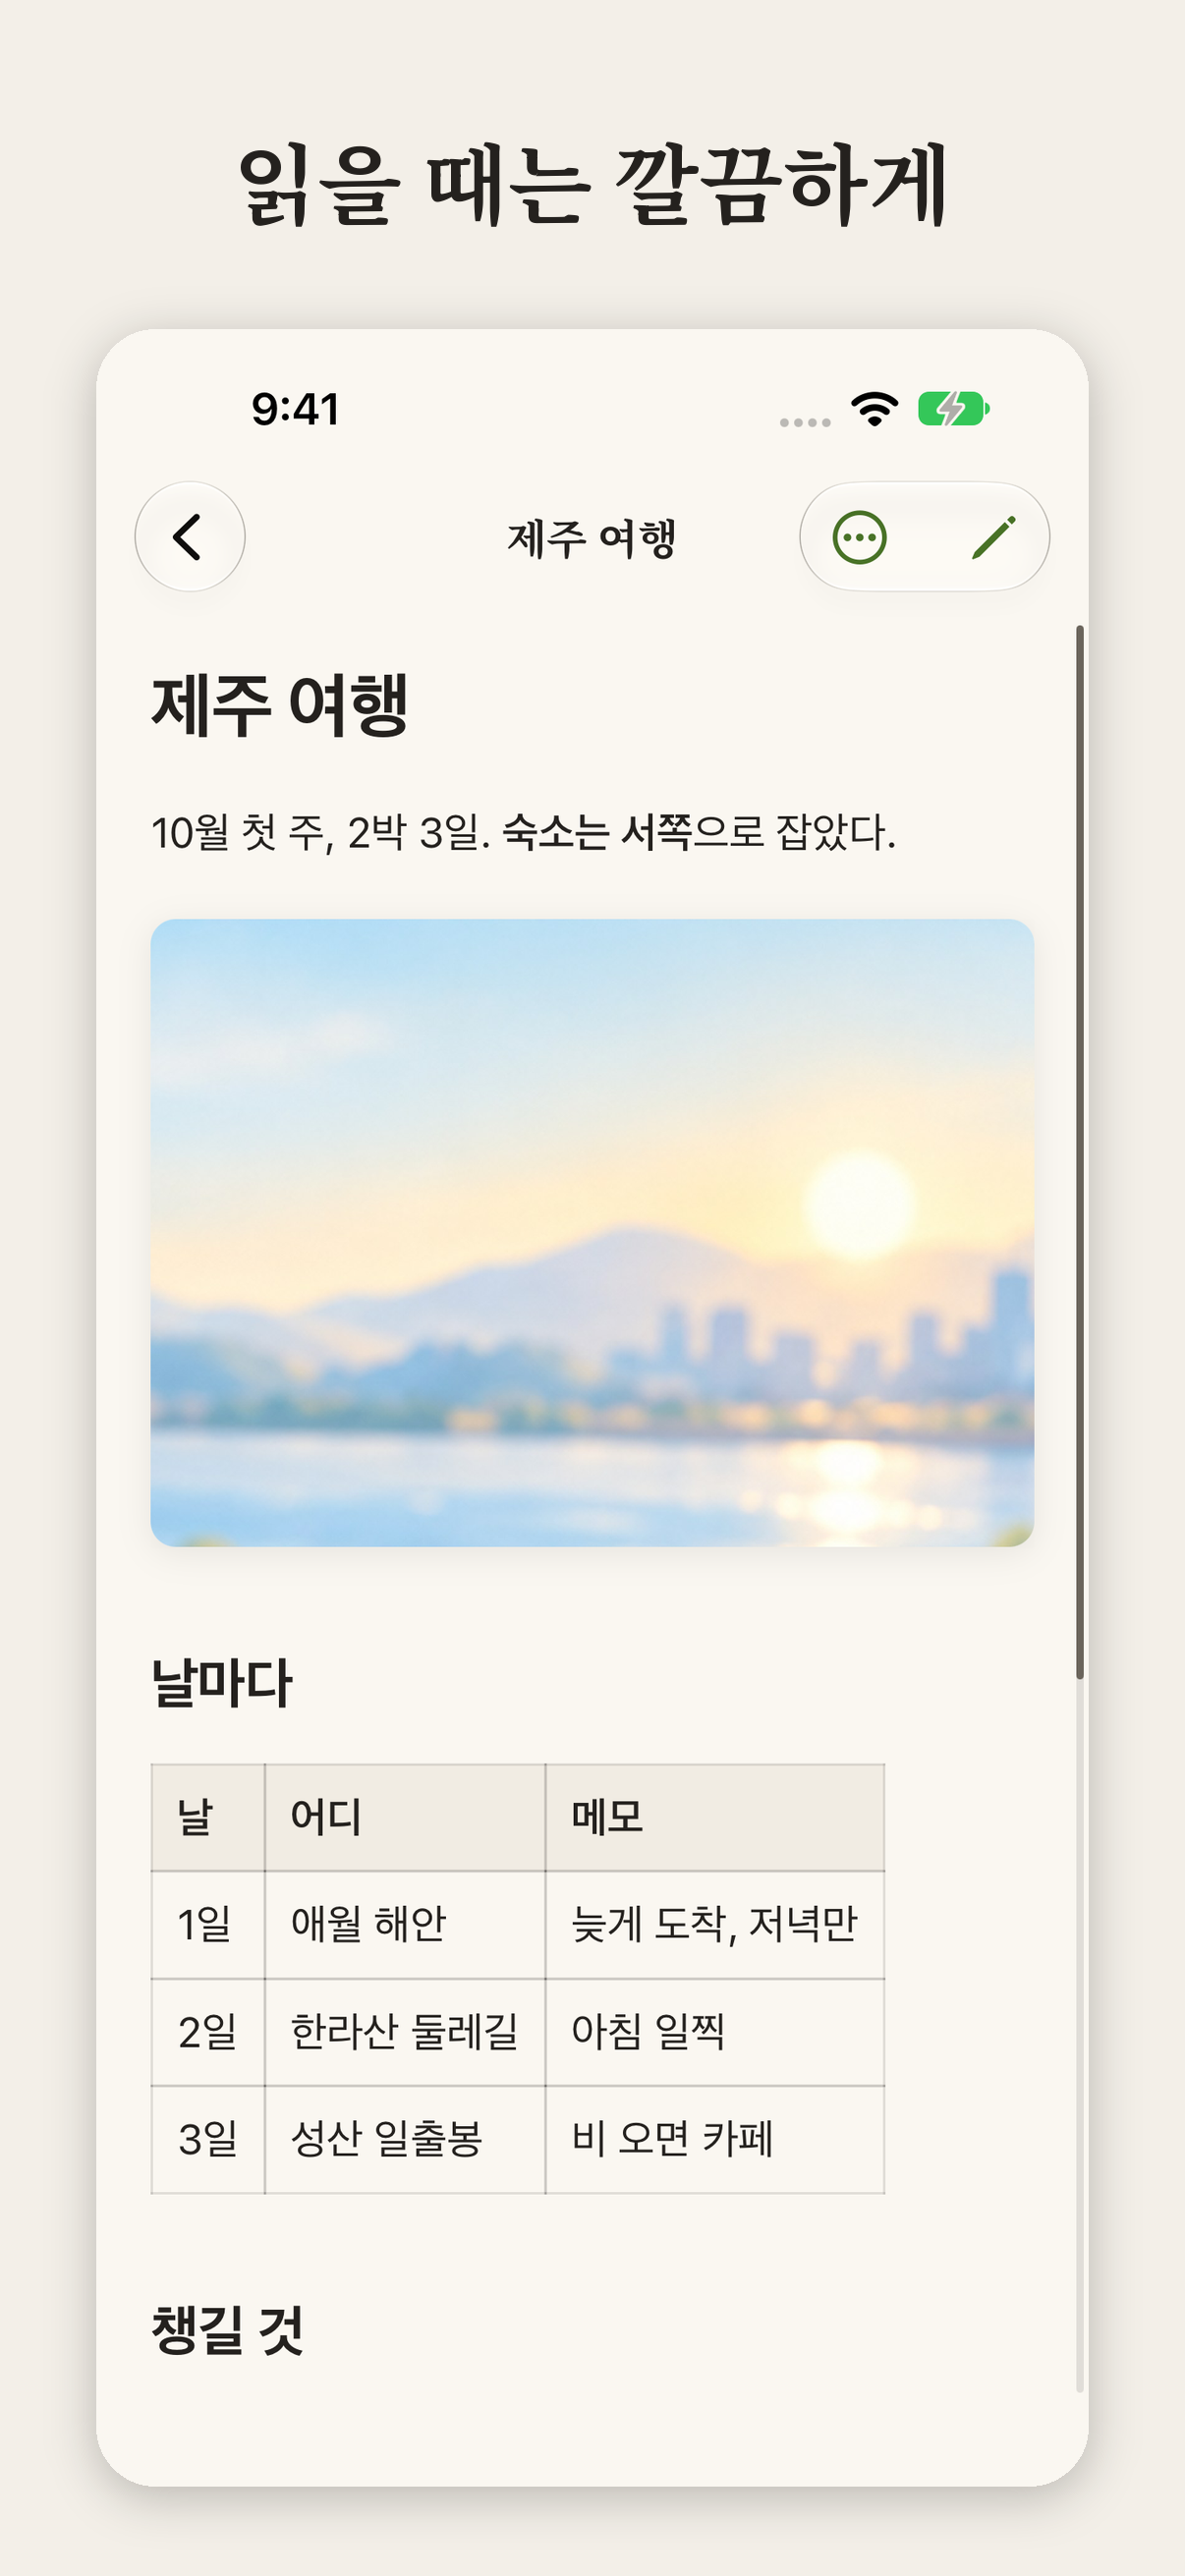 읽을 때는 깔끔하게
9:41
제주 여행
제주 여행
10월 첫 주, 2박 3일. 숙소는 서쪽으로 잡았다.
날마다
날 어디 메모
1일 애월 해안 늦게 도착, 저녁만
2일 한라산 둘레길 아침 일찍
3일 성산 일출봉 비 오면 카페
챙길 것